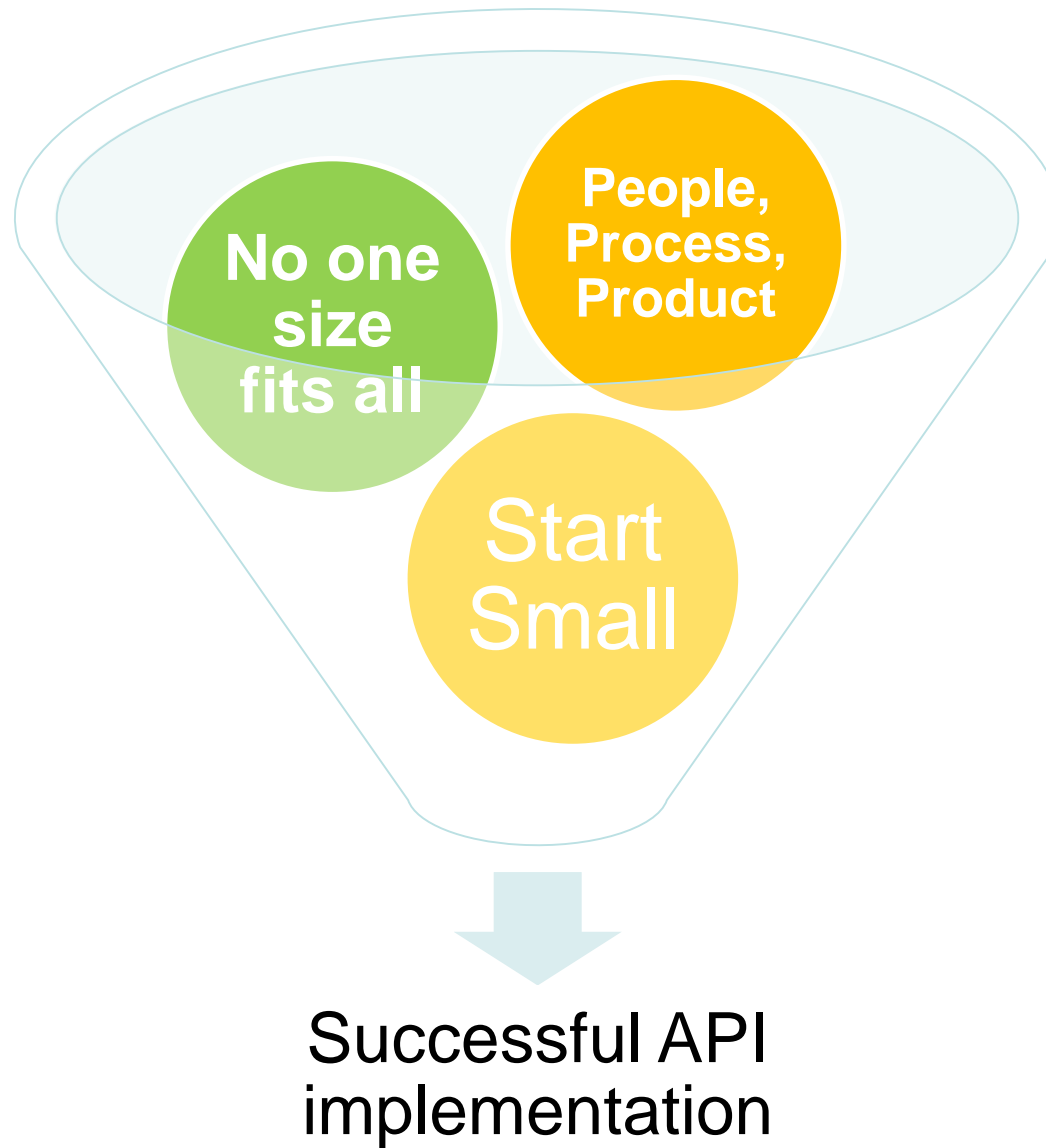 No one
size
fits all
People,
Process,
Product
Start
Small
Successful API
implementation